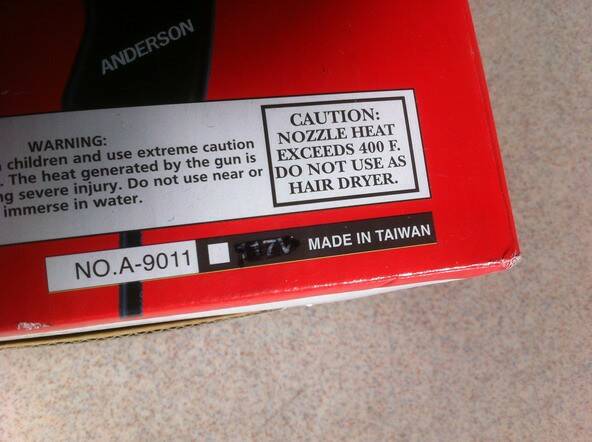 ANDERSON
WARNING:
children and use extreme caution
. The heat generated by the gun is
g severe injury. Do not use near or
immerse in water.
CAUTION:
NOZZLE HEAT
EXCEEDS 400 F.
DO NOT USE AS
HAIR DRYER.
NO.A-9011
MADE IN TAIWAN